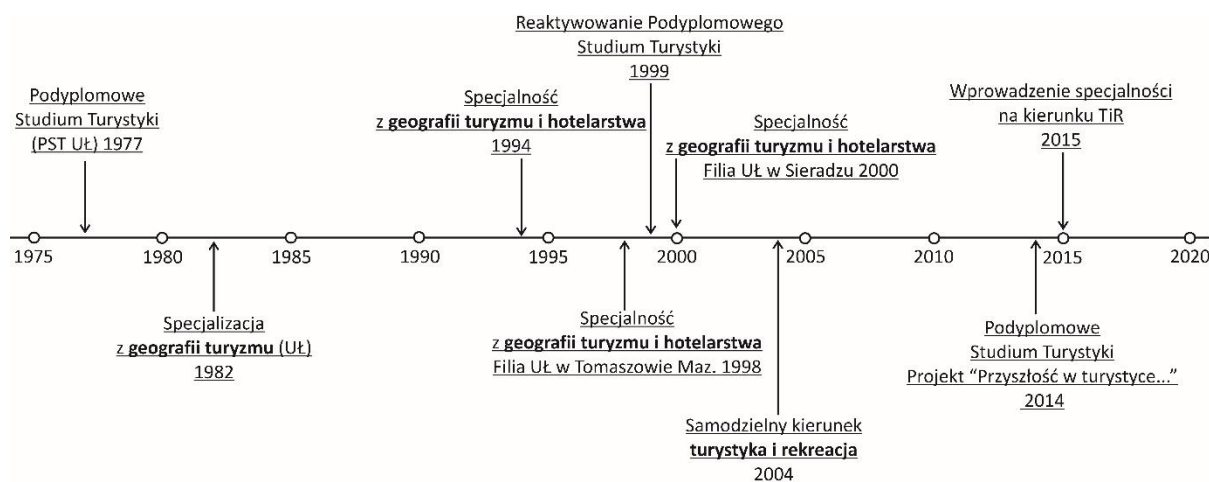 Reaktywowanie Podyplomowego
Studium Turystyki
1999
Podyplomowe
Studium Turystyki
(PST UŁ) 1977
Specjalność
z geografii turyzmu i hotelarstwa
1994
Specjalność
z geografii turyzmu i hotelarstwa
Filia UŁ w Sieradzu 2000
Wprowadzenie specjalności
na kierunku TiR
2015
1975
1980
1985
1990
1995
2000
2005
2010
2015
2020
Specjalizacja
z geografii turyzmu (UŁ)
1982
Specjalność
z geografii turyzmu i hotelarstwa
Filia UŁ w Tomaszowie Maz. 1998
Samodzielny kierunek
turystyka i rekreacja
2004
Podyplomowe
Studium Turystyki
Projekt “Przyszłość w turystyce...”
2014